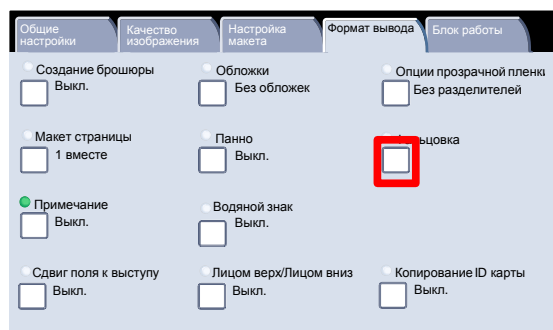 Общие настройки
Качество изображения
Настройка макета
Формат вывода
Блок работы
Создание брошюры
Выкл.
Обложки
Без обложек
Опции прозрачной пленки
Без разделителей
Макет страницы
1 вместе
Панно
Выкл.
Примечание
Выкл.
Водяной знак
Выкл.
Сдвиг поля к выступу
Выкл.
Лицом верх/Лицом вниз
Выкл.
Копирование ID карты
Выкл.